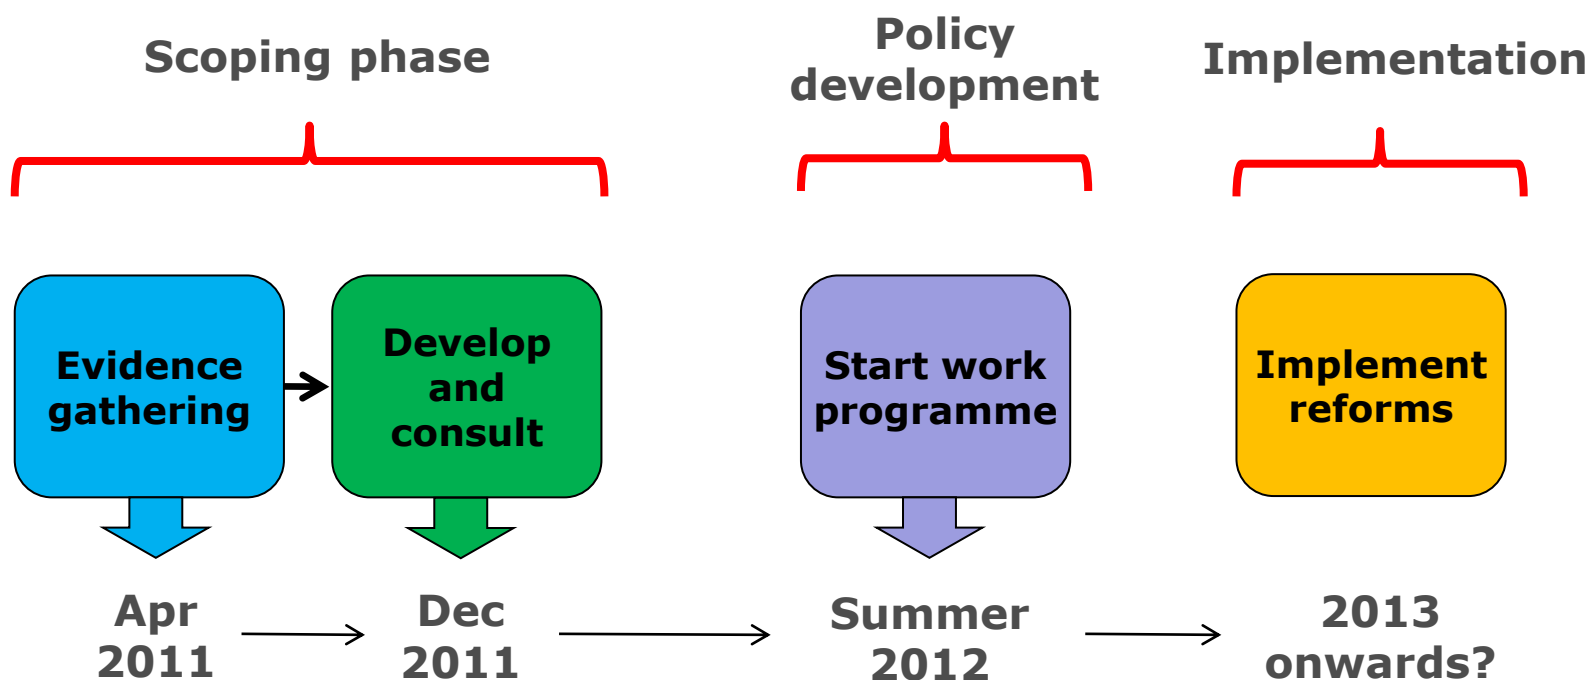 Scoping phase
Policy
development
Implementation
Evidence
gathering
Develop
and
consult
Start work
programme
Implement
reforms
Apr
2011
Dec
2011
Summer
2012
2013
onwards?